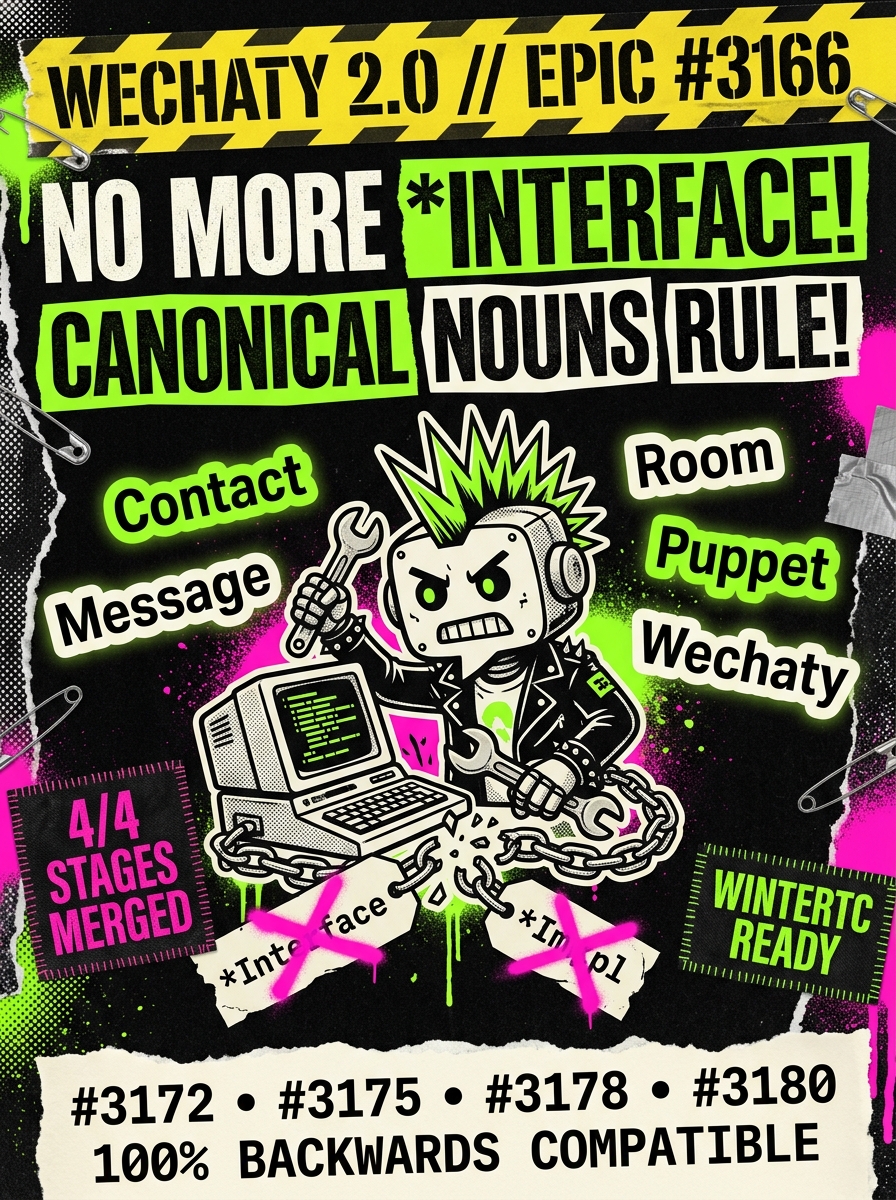 WECHATY 2.0 // EPIC #3166
NO MORE *INTERFACE!
CANONICAL NOUNS RULE!
Contact
Message
Room
Puppet
Wechaty
4/4
STAGES
MERGED
WINTERTC
READY
*Interface
*Impl
#3172 • #3175 • #3178 • #3180
100% BACKWARDS COMPATIBLE